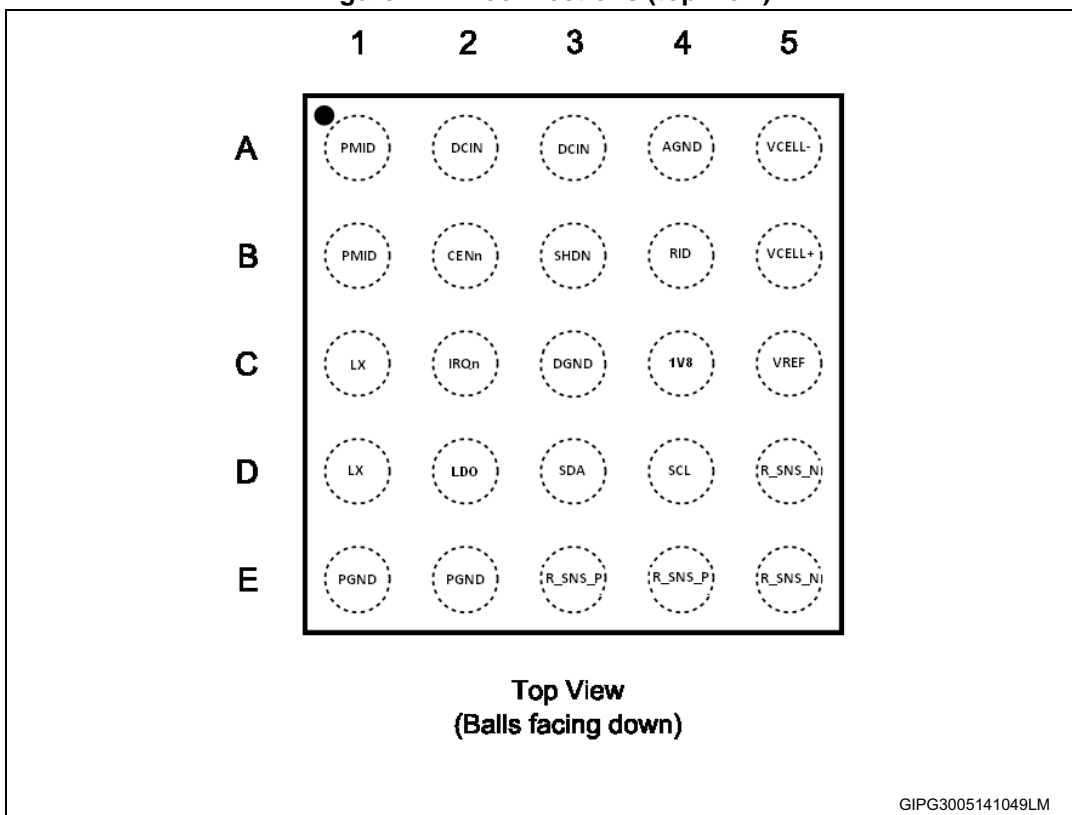 1 2 3 4 5
A PMID DCIN DCIN AGND VCELL-
B PMID CENn SHDN RID VCELL+
C LX IRQn DGND 1V8 VREF
D LX LDO SDA SCL R_SNS_N
E PGND PGND R_SNS_P R_SNS_P R_SNS_N
Top View
(Balls facing down)
GIPG3005141049LM